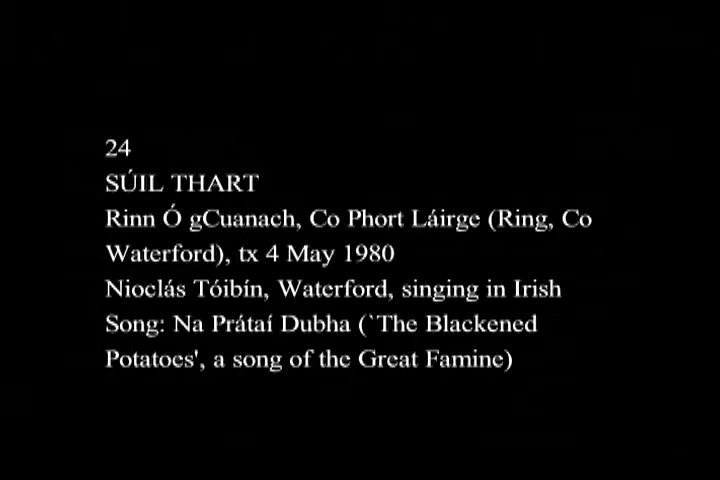 24
SÚIL THART
Rinn Ó gCuanach, Co Phort Láirge (Ring, Co
Waterford), tx 4 May 1980
Nioclás Tóibín, Waterford, singing in Irish
Song: Na Prátaí Dubha (`The Blackened
Potatoes', a song of the Great Famine)